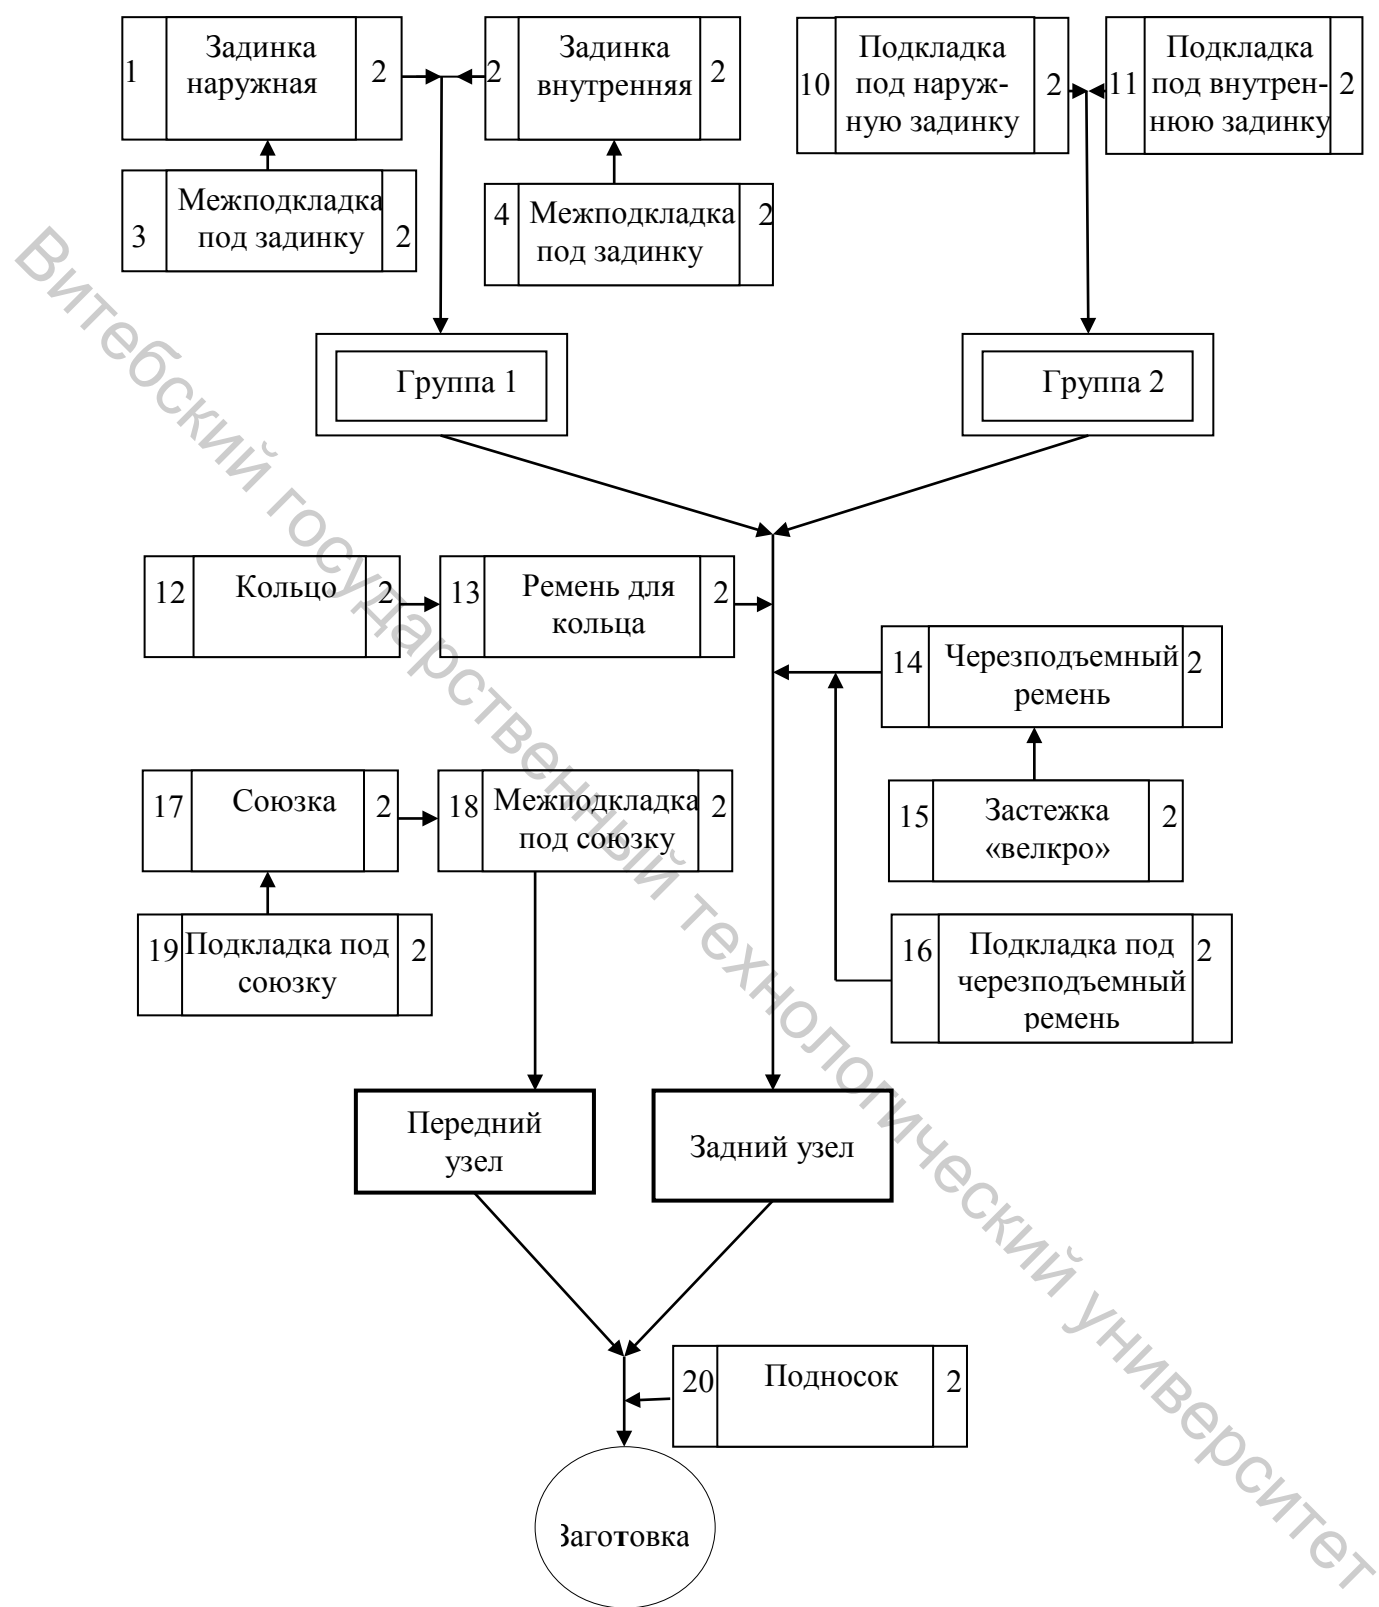 1 Задинка наружная 2
2 Задинка внутренняя 2
10 Подкладка под наруж-
ную задинку 2
11 Подкладка под внутрен-
нюю задинку 2
3 Межподкладка
под задинку 2
4 Межподкладка
под задинку 2
Группа 1
Группа 2
12 Кольцо 2
13 Ремень для
кольца 2
14 Черезподъемный
ремень 2
17 Союзка 2
18 Межподкладка
под союзку 2
15 Застежка
«велкро» 2
19 Подкладка под
союзку 2
16 Подкладка под
черезподъемный
ремень 2
Передний
узел
Задний узел
20 Подносок 2
Заготовка
Витебский государственный технологический университет